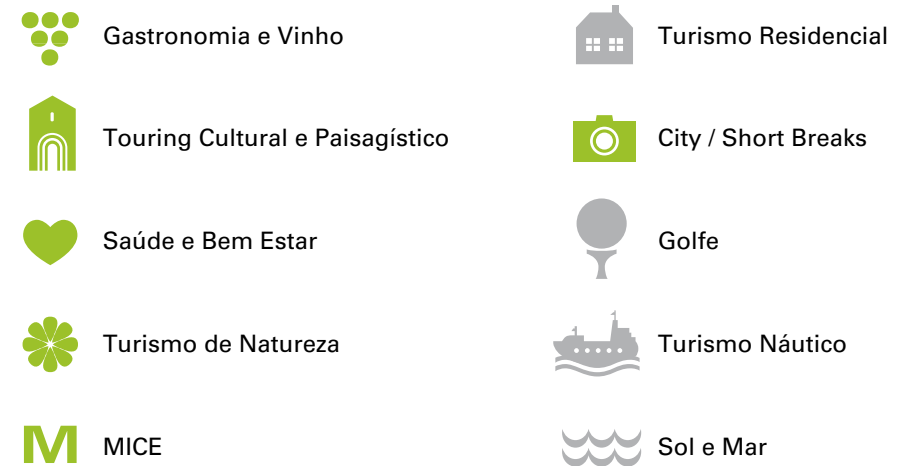 Gastronomia e Vinho
Touring Cultural e Paisagístico
Saúde e Bem Estar
Turismo de Natureza
M MICE
Turismo Residencial
City / Short Breaks
Golfe
Turismo Náutico
Sol e Mar